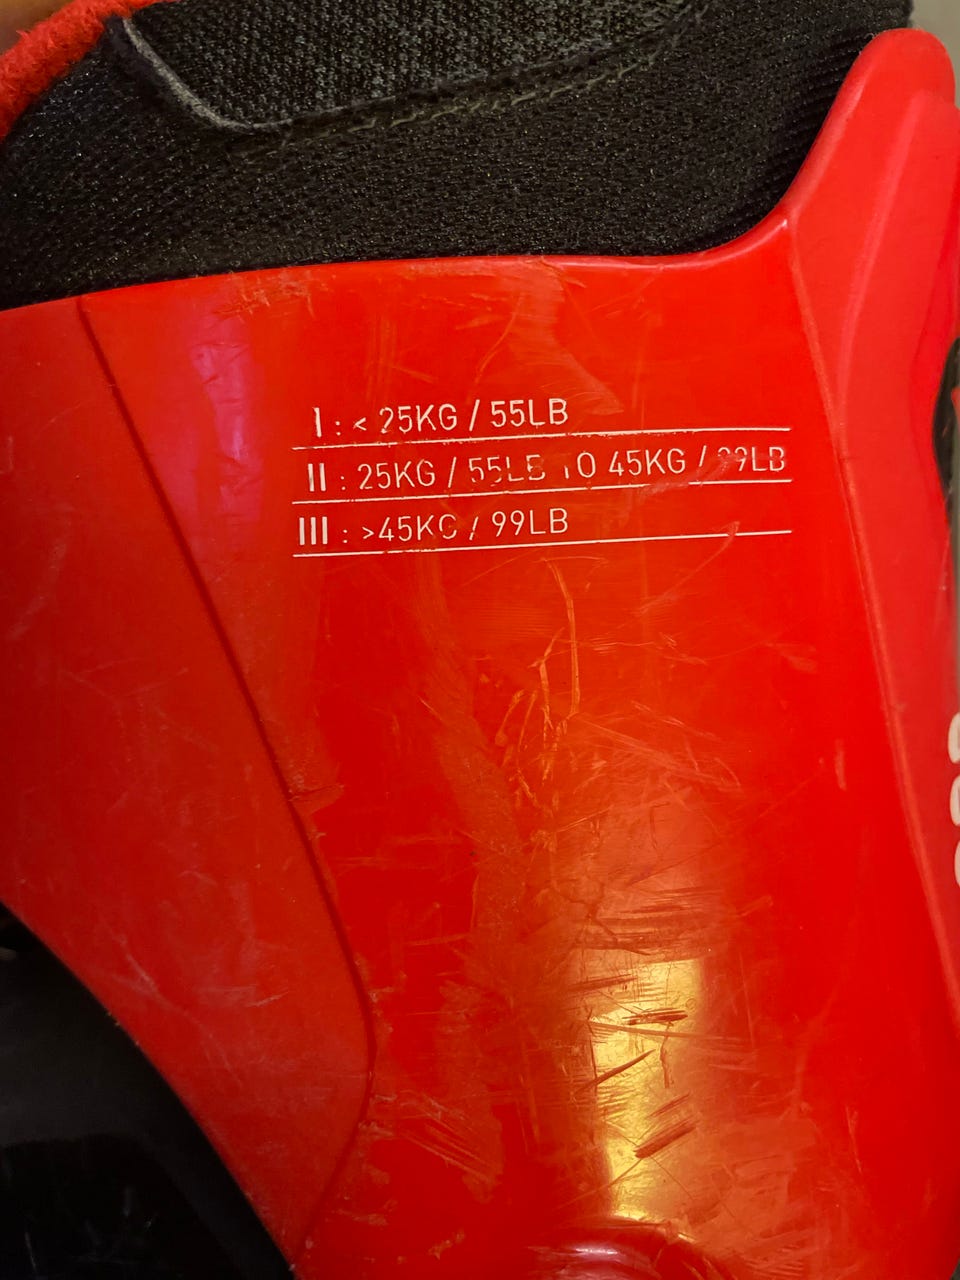 I : < 25KG / 55LB
II : 25KG / 55LB TO 45KG / 99LB
III : >45KG / 99LB